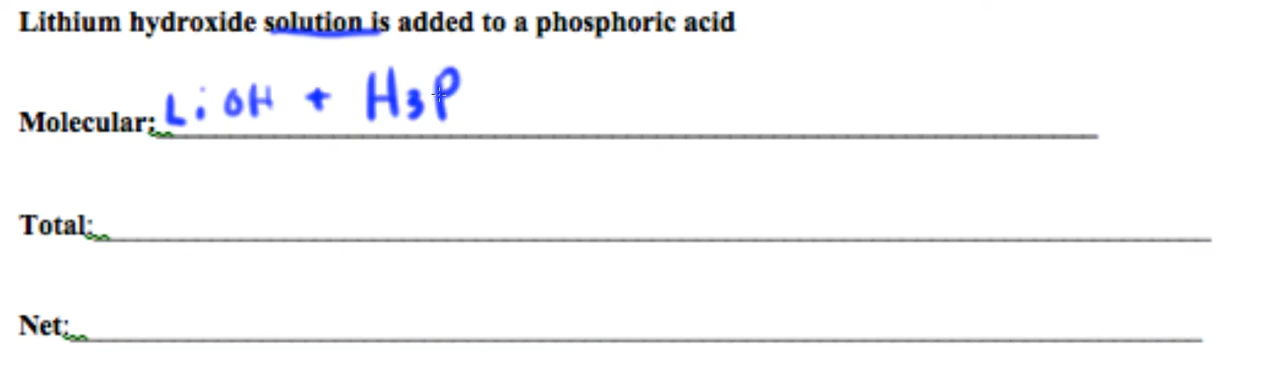 Lithium hydroxide solution is added to a phosphoric acid
Molecular: LiOH + H3P
Total:
Net: